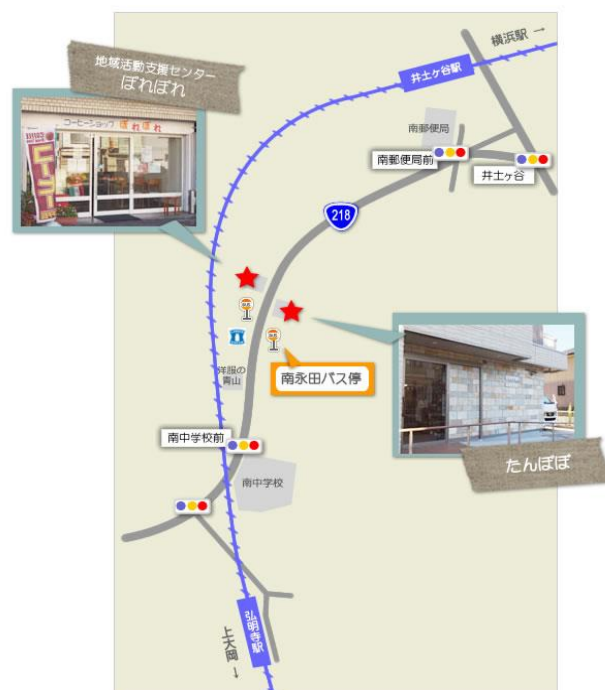 横浜駅 →
井土ヶ谷駅
地域活動支援センター
ぽれぽれ
コーヒーショップ ぽれぽれ
コーヒー
南郵便局
南郵便局前
井土ヶ谷
218
洋服の
青山
南永田バス停
たんぽぽ
南中学校前
南中学校
弘明寺駅
上大岡 ↓